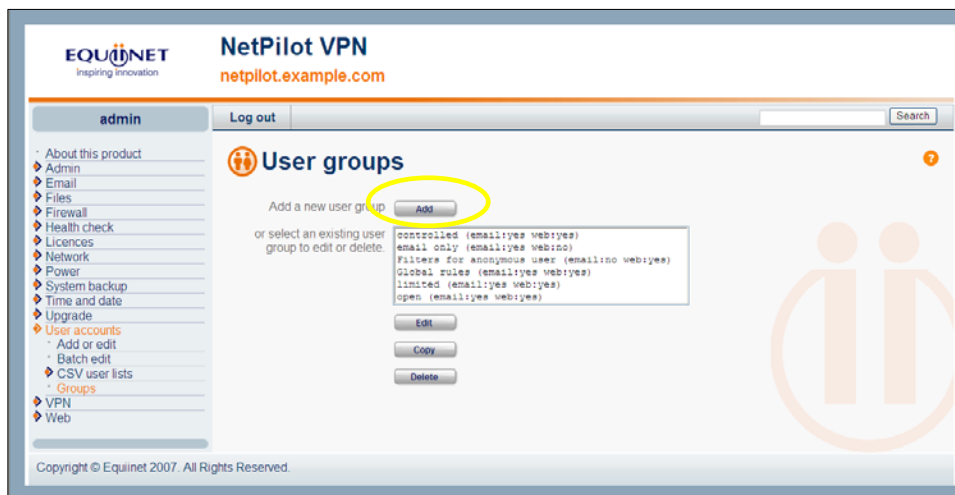 EQUiiNET
inspiring innovation
NetPilot VPN
netpilot.example.com
admin
Log out
Search
About this product
Admin
Email
Files
Firewall
Health check
Licences
Network
Power
System backup
Time and date
Upgrade
User accounts
Add or edit
Batch edit
CSV user lists
Groups
VPN
Web
User groups
?
Add a new user group
Add
or select an existing user
group to edit or delete.
controlled (email:yes web:yes)
email only (email:yes web:no)
Filters for anonymous user (email:no web:yes)
Global rules (email:yes web:yes)
limited (email:yes web:yes)
open (email:yes web:yes)
Edit
Copy
Delete
Copyright © Equiinet 2007. All Rights Reserved.